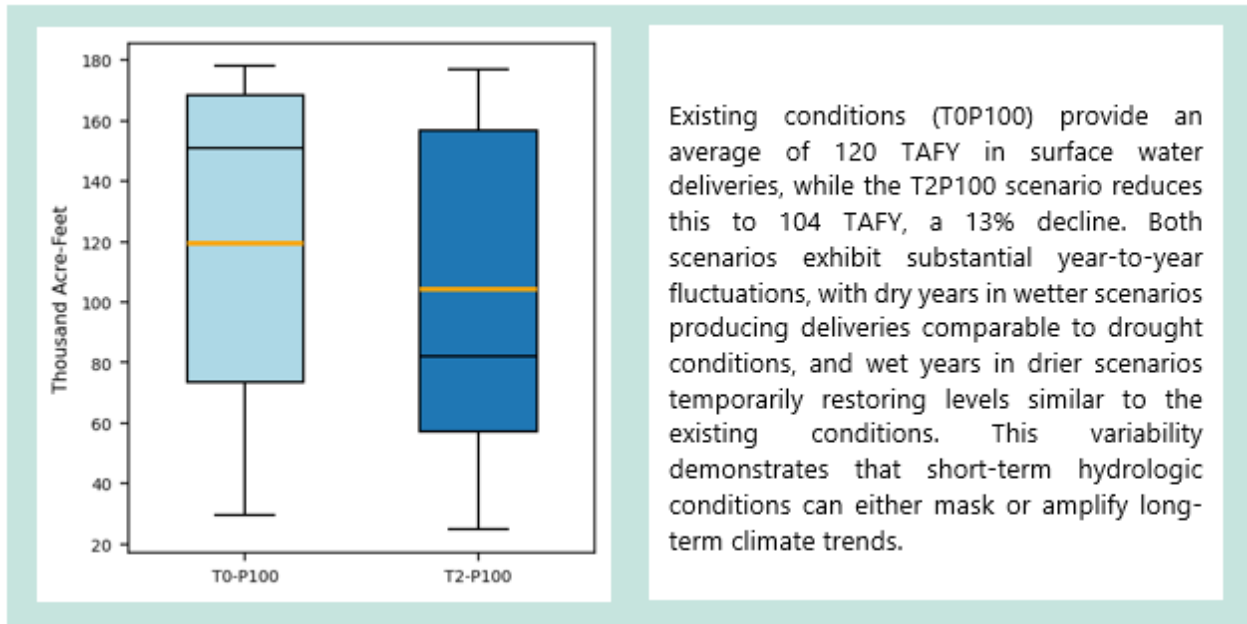 180
160
140
120
100
80
60
40
20
Thousand Acre-Feet
T0-P100
T2-P100
Existing conditions (T0P100) provide an
average of 120 TAFY in surface water
deliveries, while the T2P100 scenario reduces
this to 104 TAFY, a 13% decline. Both
scenarios exhibit substantial year-to-year
fluctuations, with dry years in wetter scenarios
producing deliveries comparable to drought
conditions, and wet years in drier scenarios
temporarily restoring levels similar to the
existing conditions. This variability
demonstrates that short-term hydrologic
conditions can either mask or amplify long-
term climate trends.